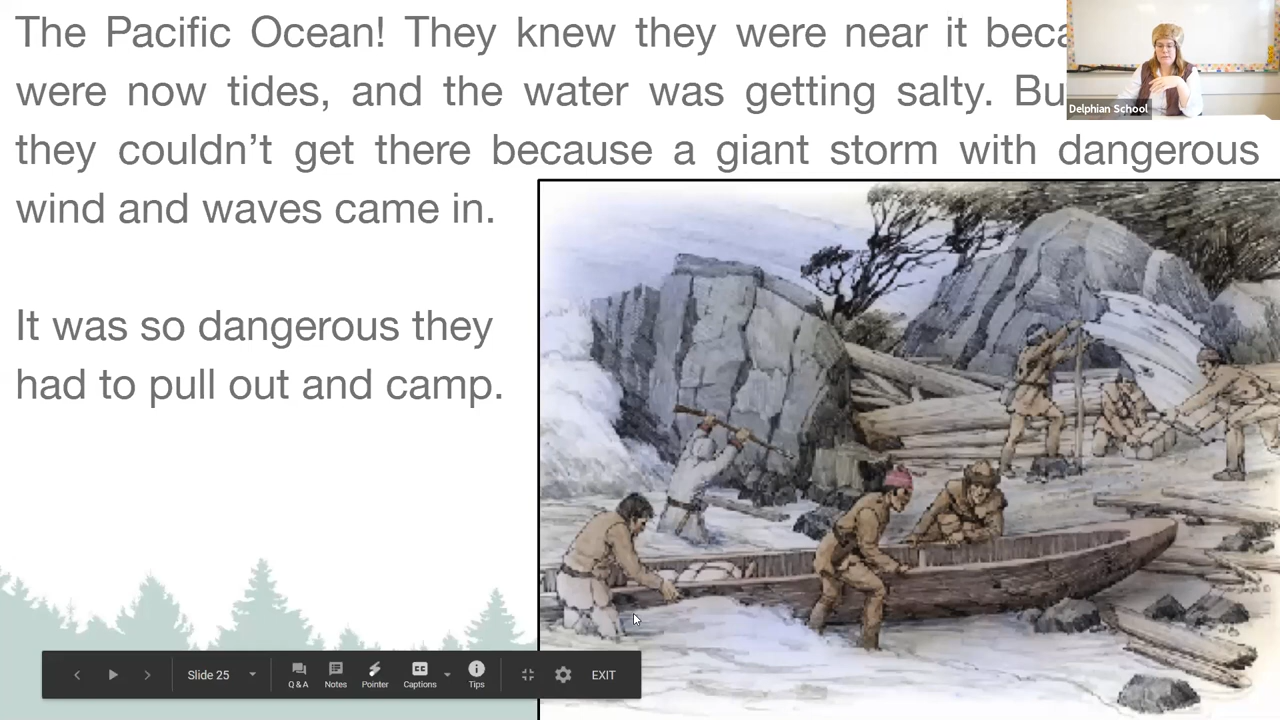 The Pacific Ocean! They knew they were near it
were now tides, and the water was getting salty.
Delphian School
they couldn’t get there because a giant storm with dangerous
wind and waves came in.
It was so dangerous they
had to pull out and camp.
Slide 25
Q & A
Notes
Pointer
Captions
Tips
EXIT